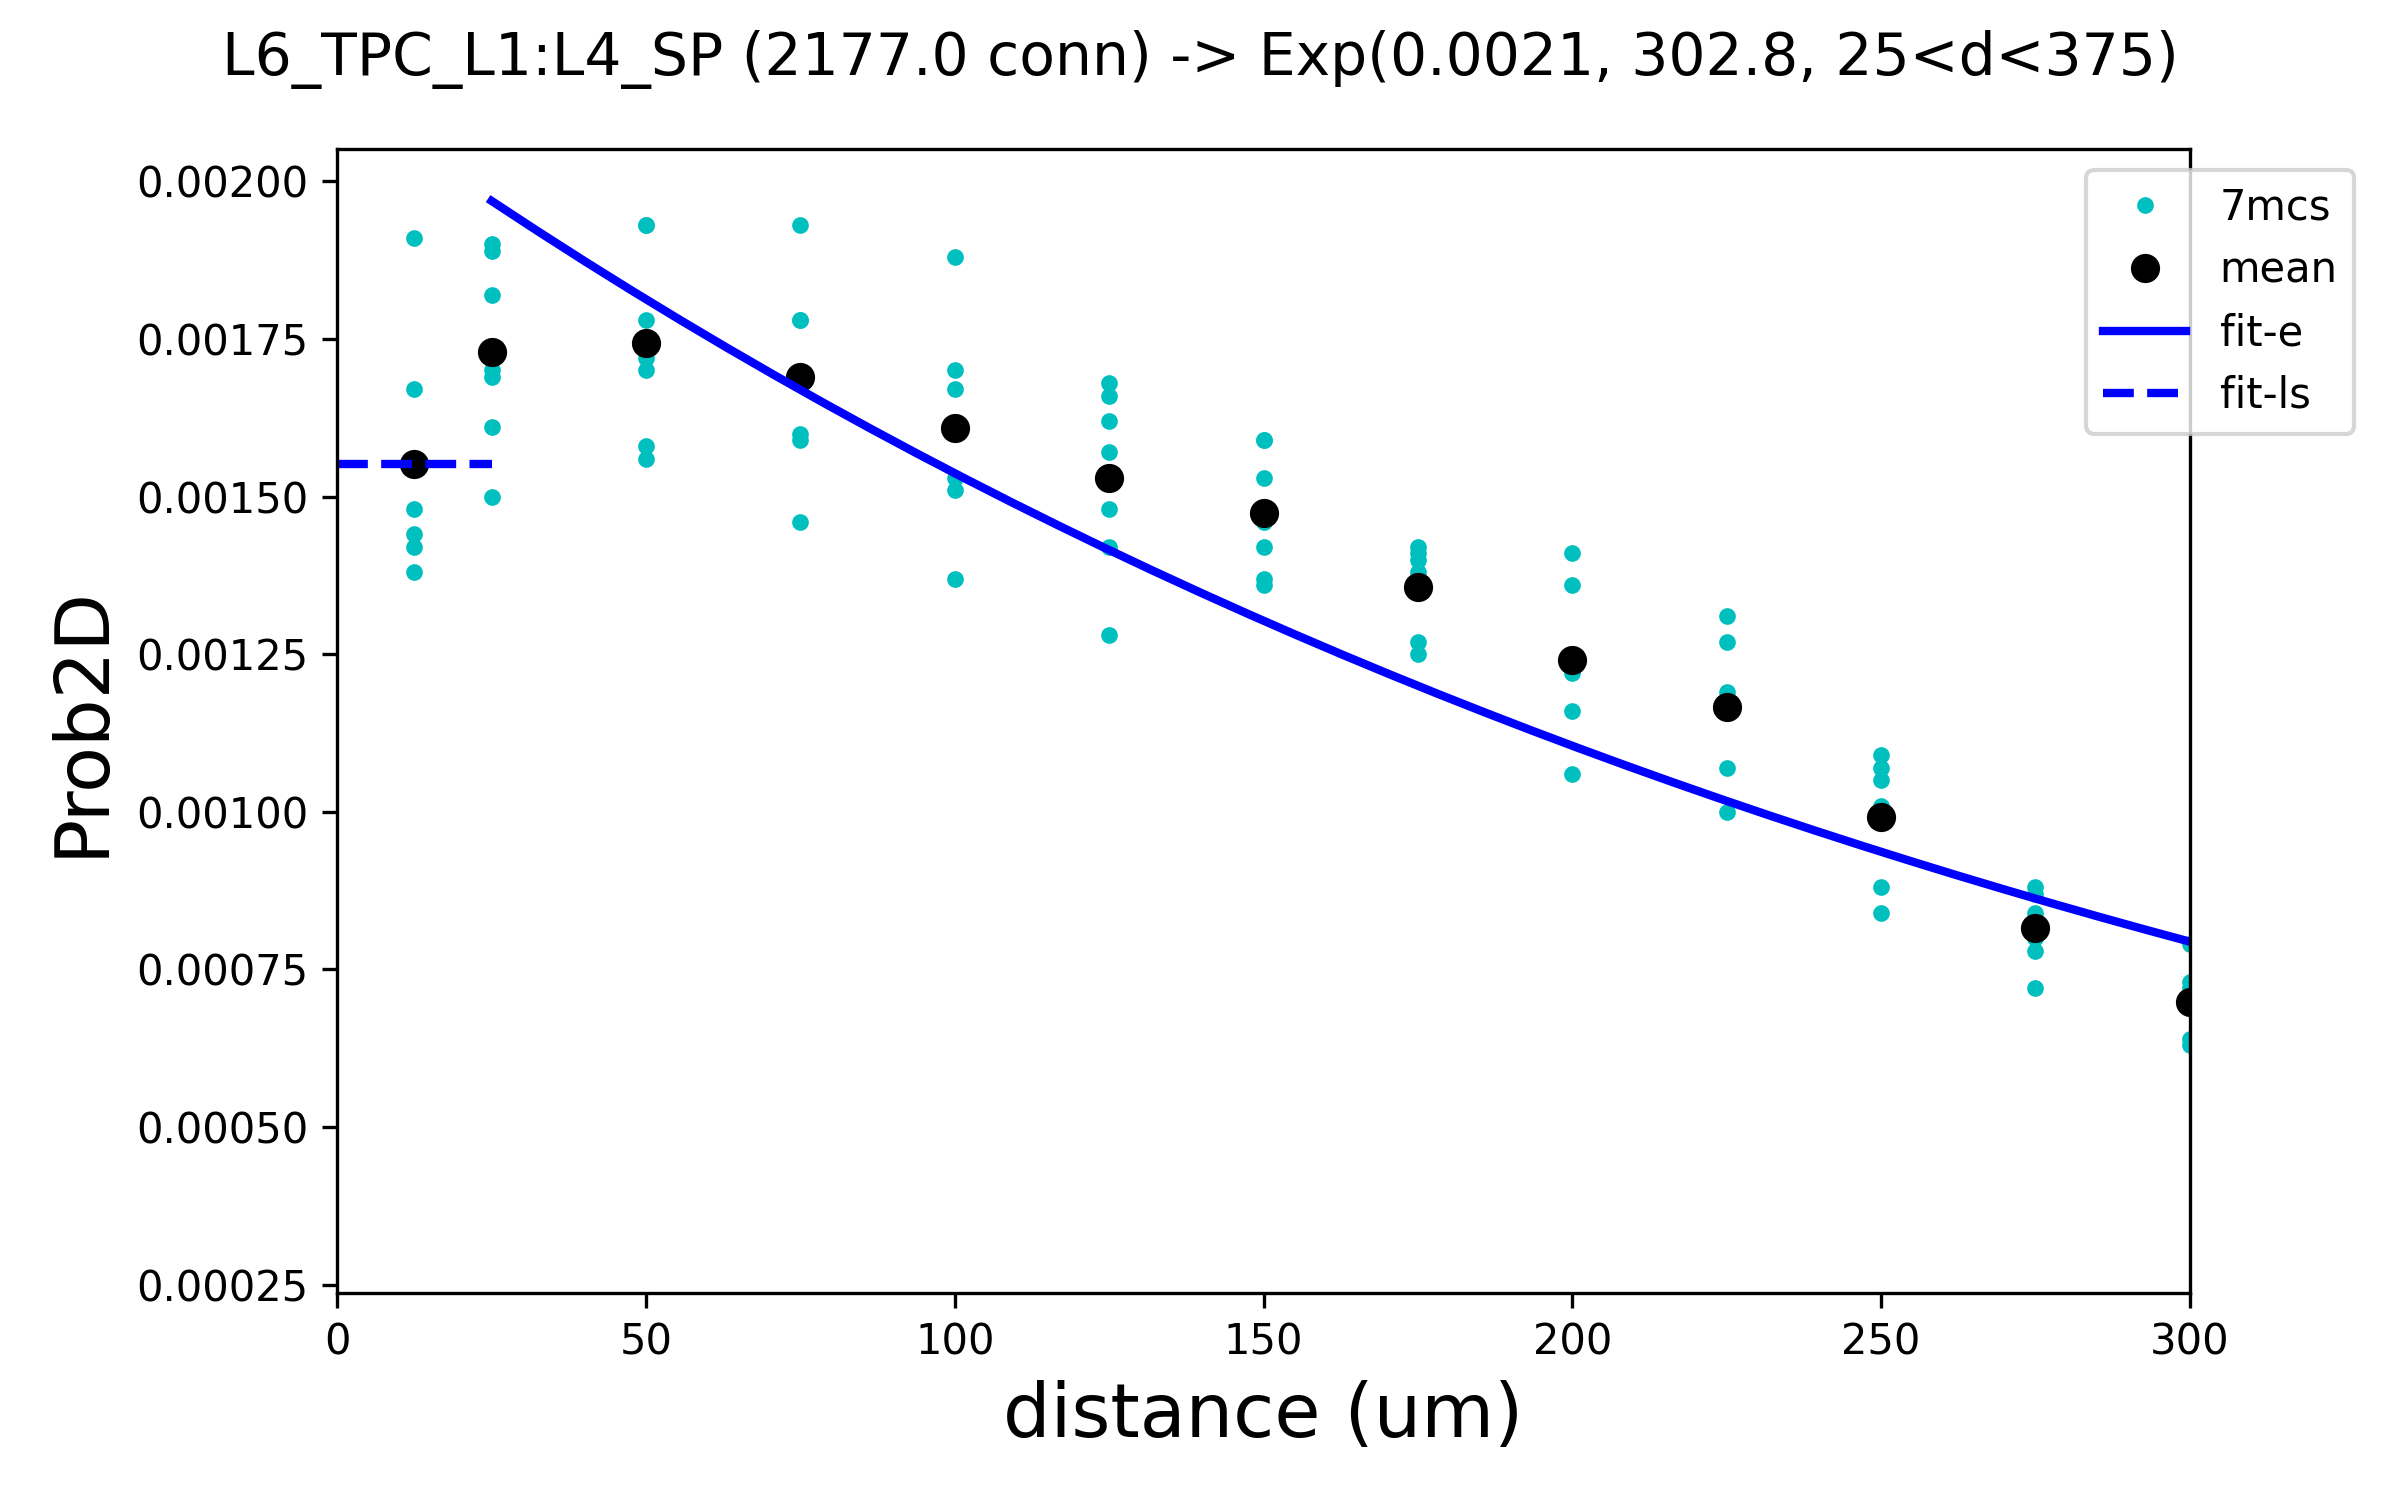 L6_TPC_L1:L4_SP (2177.0 conn) -> Exp(0.0021, 302.8, 25<d<375)
0.00200
0.00175
0.00150
0.00125
0.00100
0.00075
0.00050
0.00025
Prob2D
7mcs
mean
fit-e
fit-ls
0 50 100 150 200 250 300
distance (um)